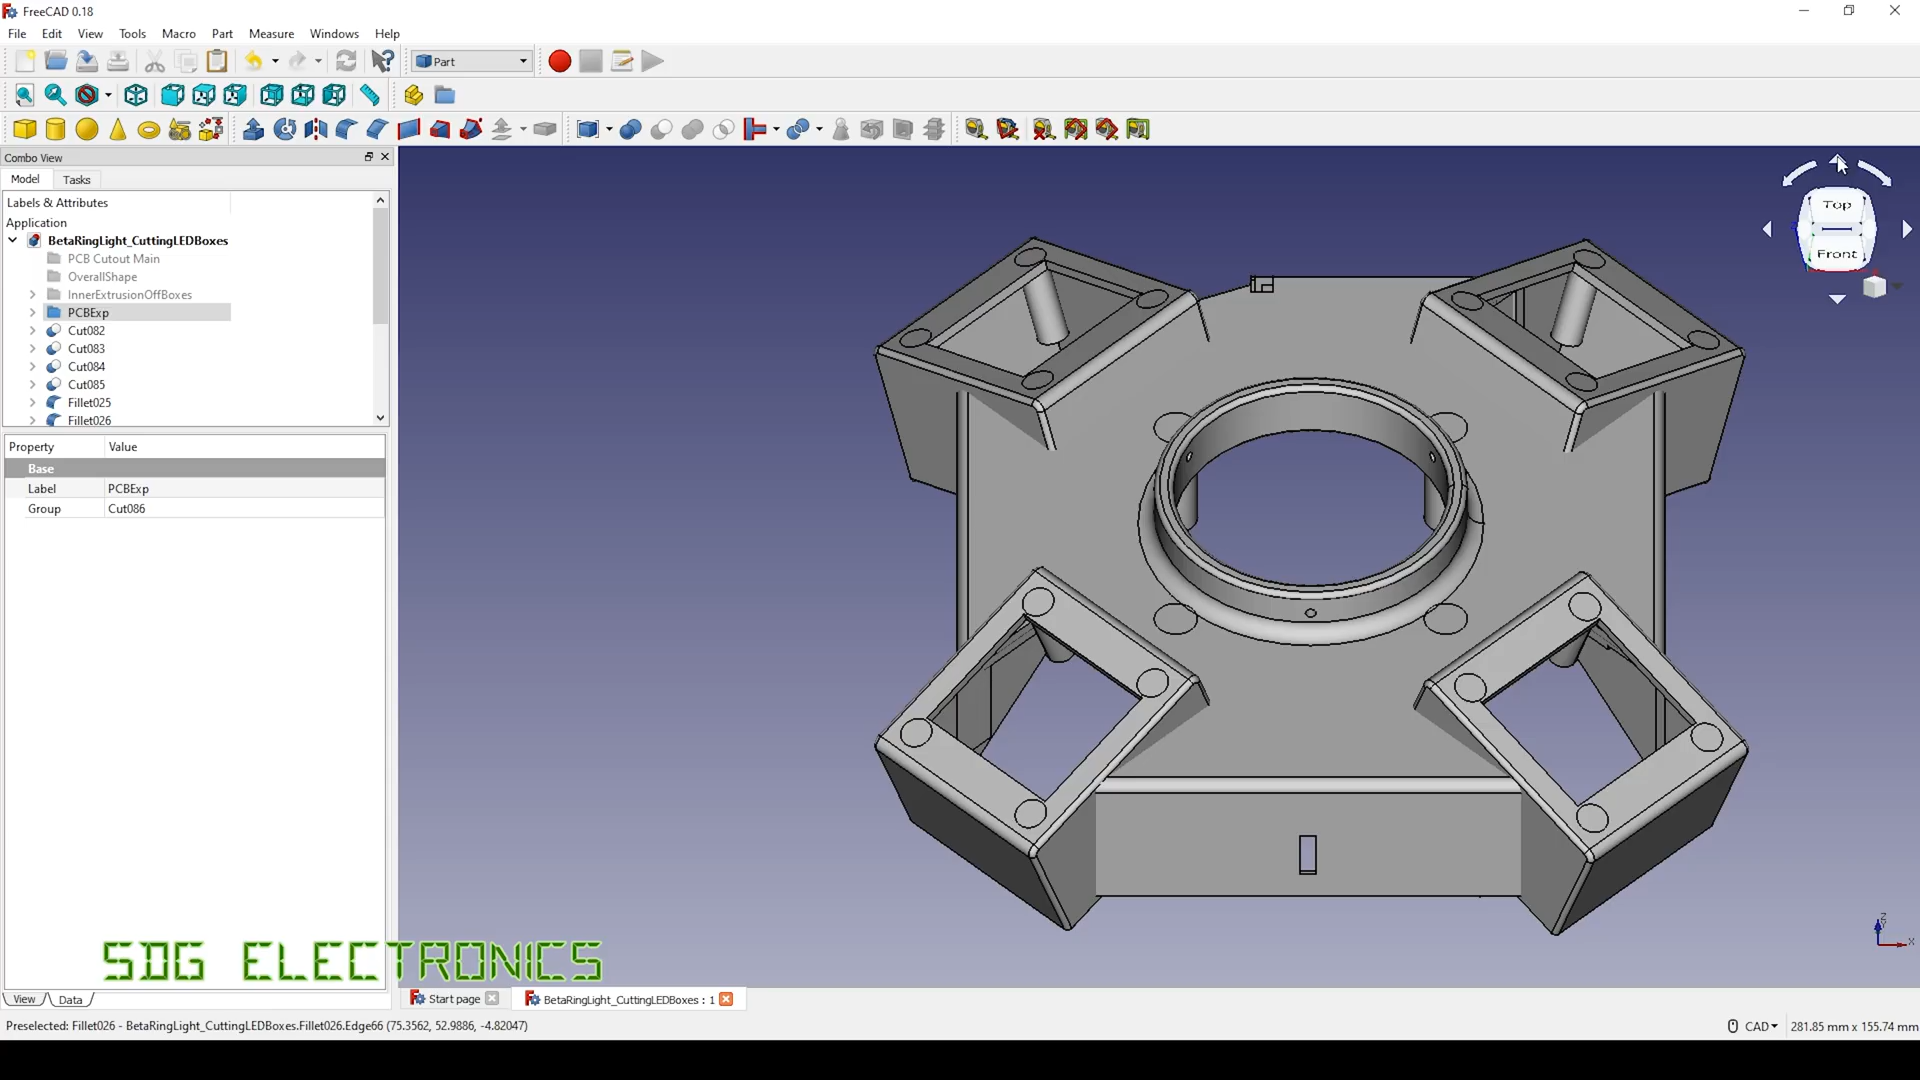 FreeCAD 0.18
File Edit View Tools Macro Part Measure Windows Help
Part
Combo View
Model Tasks
Labels & Attributes
Application
BetaRingLight_CuttingLEDBoxes
PCB Cutout Main
OverallShape
InnerExtrusionOffBoxes
PCBExp
Cut082
Cut083
Cut084
Cut085
Fillet025
Fillet026
Property Value
Base
Label PCBExp
Group Cut086
Top
Front
Z
Y
X
SDG ELECTRONICS
View Data
Start page
BetaRingLight_CuttingLEDBoxes : 1
Preselected: Fillet026 - BetaRingLight_CuttingLEDBoxes.Fillet026.Edge66 (75.3562, 52.9886, -4.82047)
CAD
281.85 mm x 155.74 mm